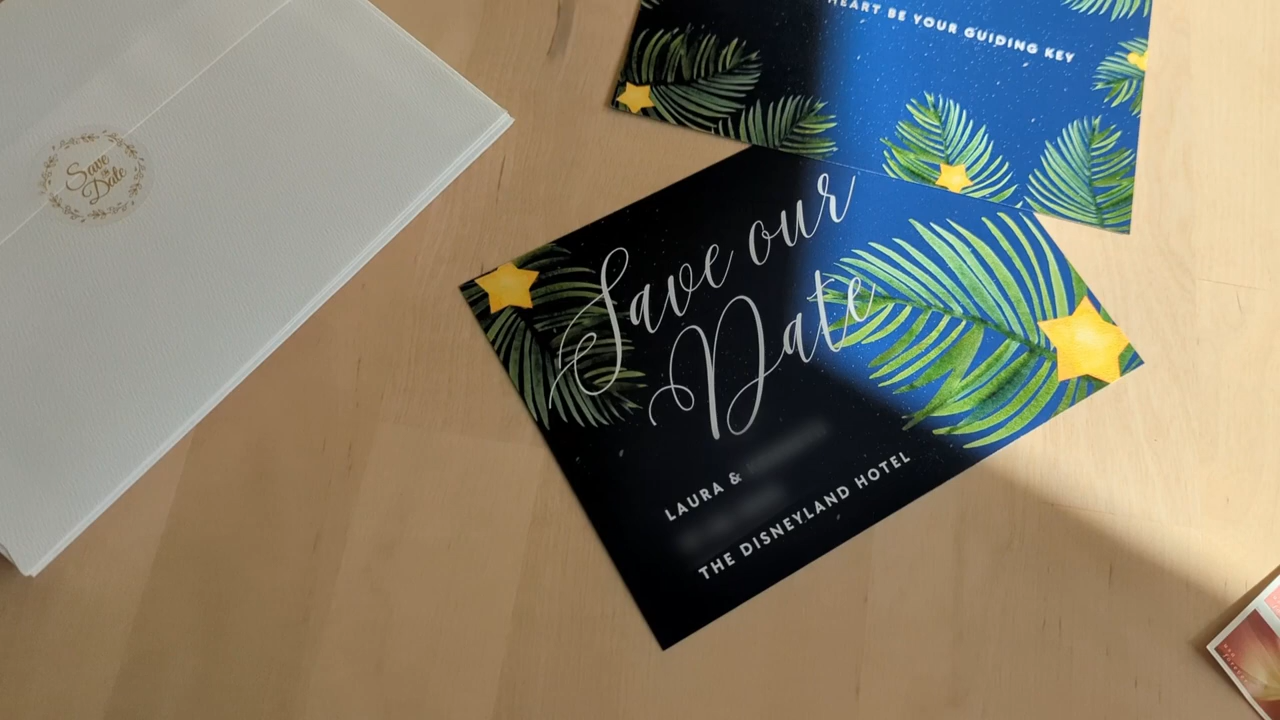 HEART BE YOUR GUIDING KEY
Save
the
Date
Save our
Date
LAURA &
THE DISNEYLAND HOTEL